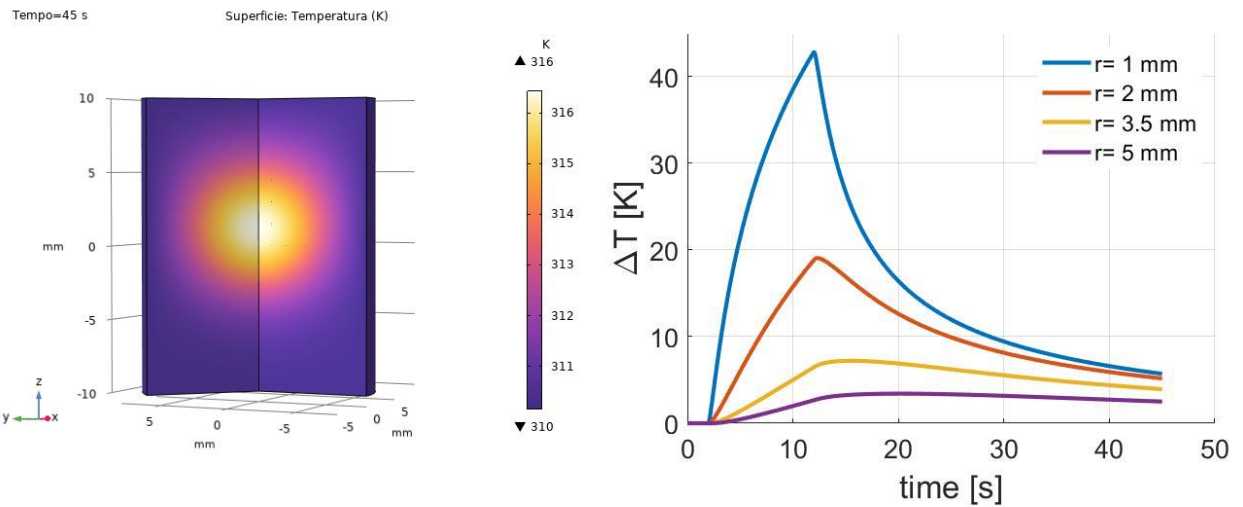 Tempo=45 s
Superfície: Temperatura (K)
K
▲ 316
316
315
314
313
312
311
▼ 310
10
5
0
-5
-10
mm
z
y
x
5
0
-5
mm
-5
0
5
mm
ΔT [K]
40
30
20
10
0
0 10 20 30 40 50
time [s]
r= 1 mm
r= 2 mm
r= 3.5 mm
r= 5 mm